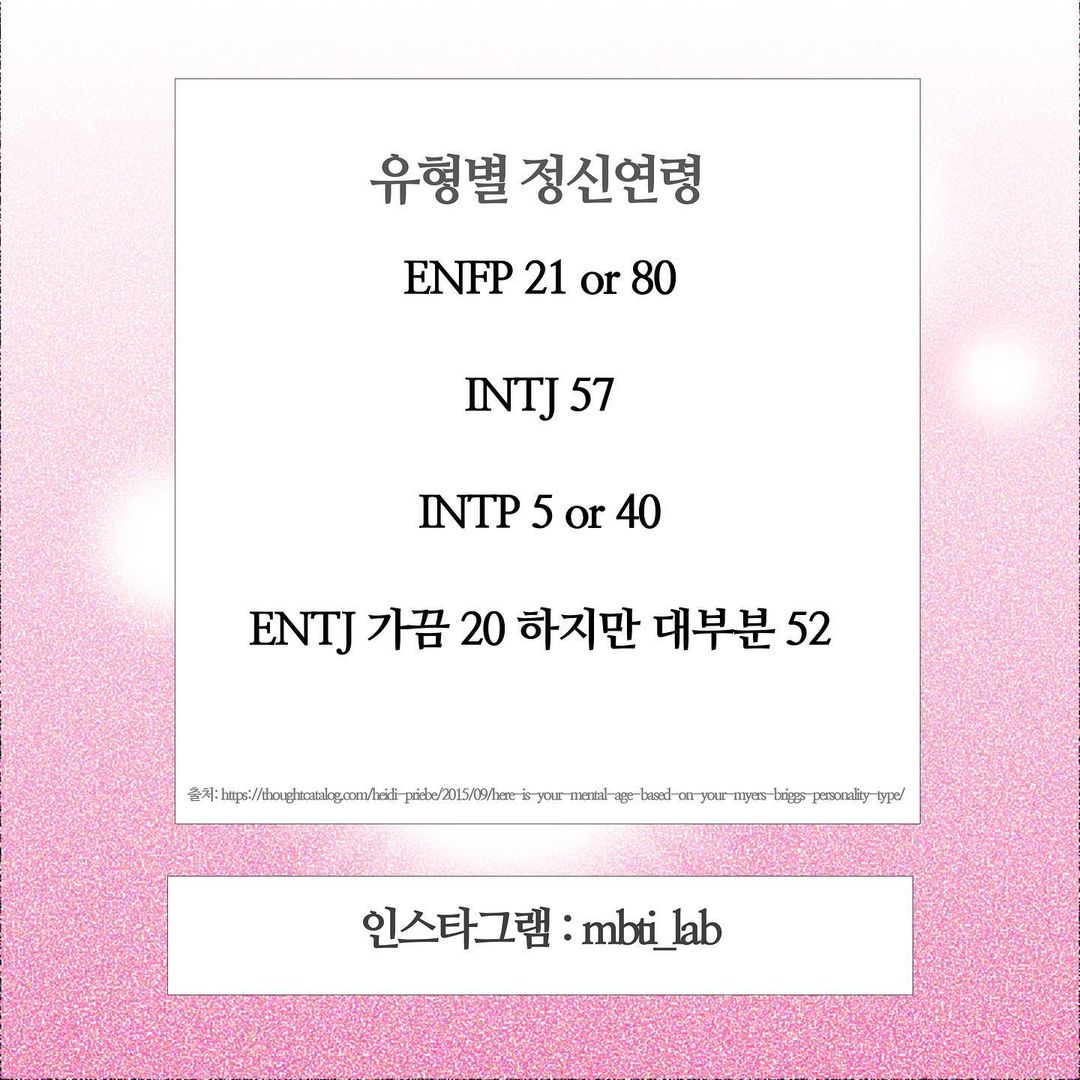 유형별 정신연령
ENFP 21 or 80
INTJ 57
INTP 5 or 40
ENTJ 가끔 20 하지만 대부분 52
출처: https://thoughtcatalog.com/heidi-priebe/2015/09/here-is-your-mental-age-based-on-your-myers-briggs-personality-type/
인스타그램 : mbti_lab